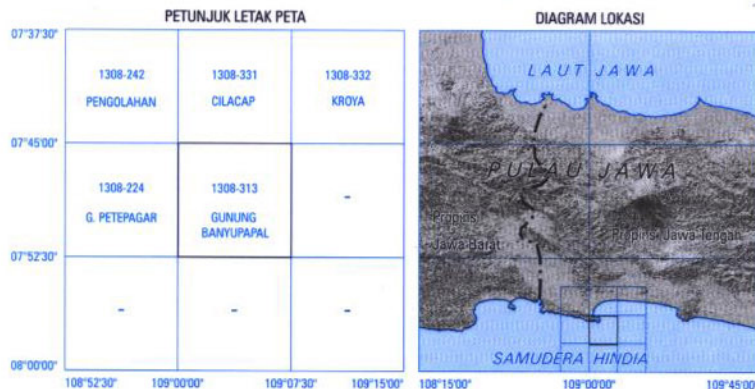 PETUNJUK LETAK PETA
07°37'30"
1308-242
PENGOLAHAN
1308-331
CILACAP
1308-332
KROYA
07°45'00"
1308-224
G. PETEPAGAR
1308-313
GUNUNG
BANYUPAPAL
-
07°52'30"
-
-
-
08°00'00"
108°52'30"
109°00'00"
109°07'30"
109°15'00"
DIAGRAM LOKASI
LAUT JAWA
PULAU JAWA
Propinsi
Jawa Barat
Propinsi Jawa Tengah
SAMUDERA HINDIA
108°15'00"
109°00'00"
109°45'00"